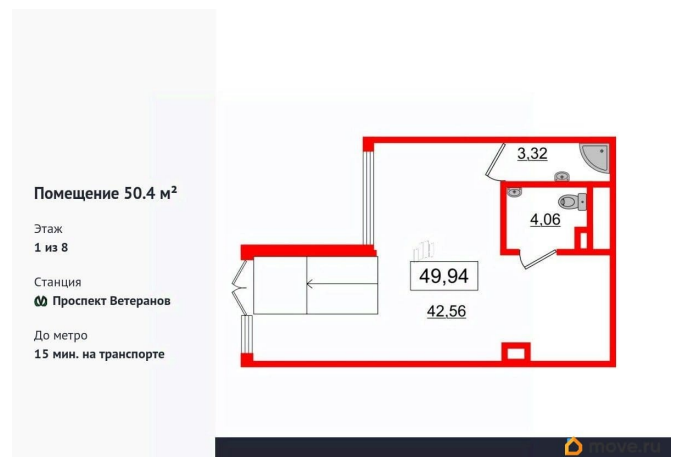 Помещение 50.4 м²
Этаж
1 из 8
Станция
Проспект Ветеранов
До метро
15 мин. на транспорте
3,32
4,06
49,94
42,56
move.ru